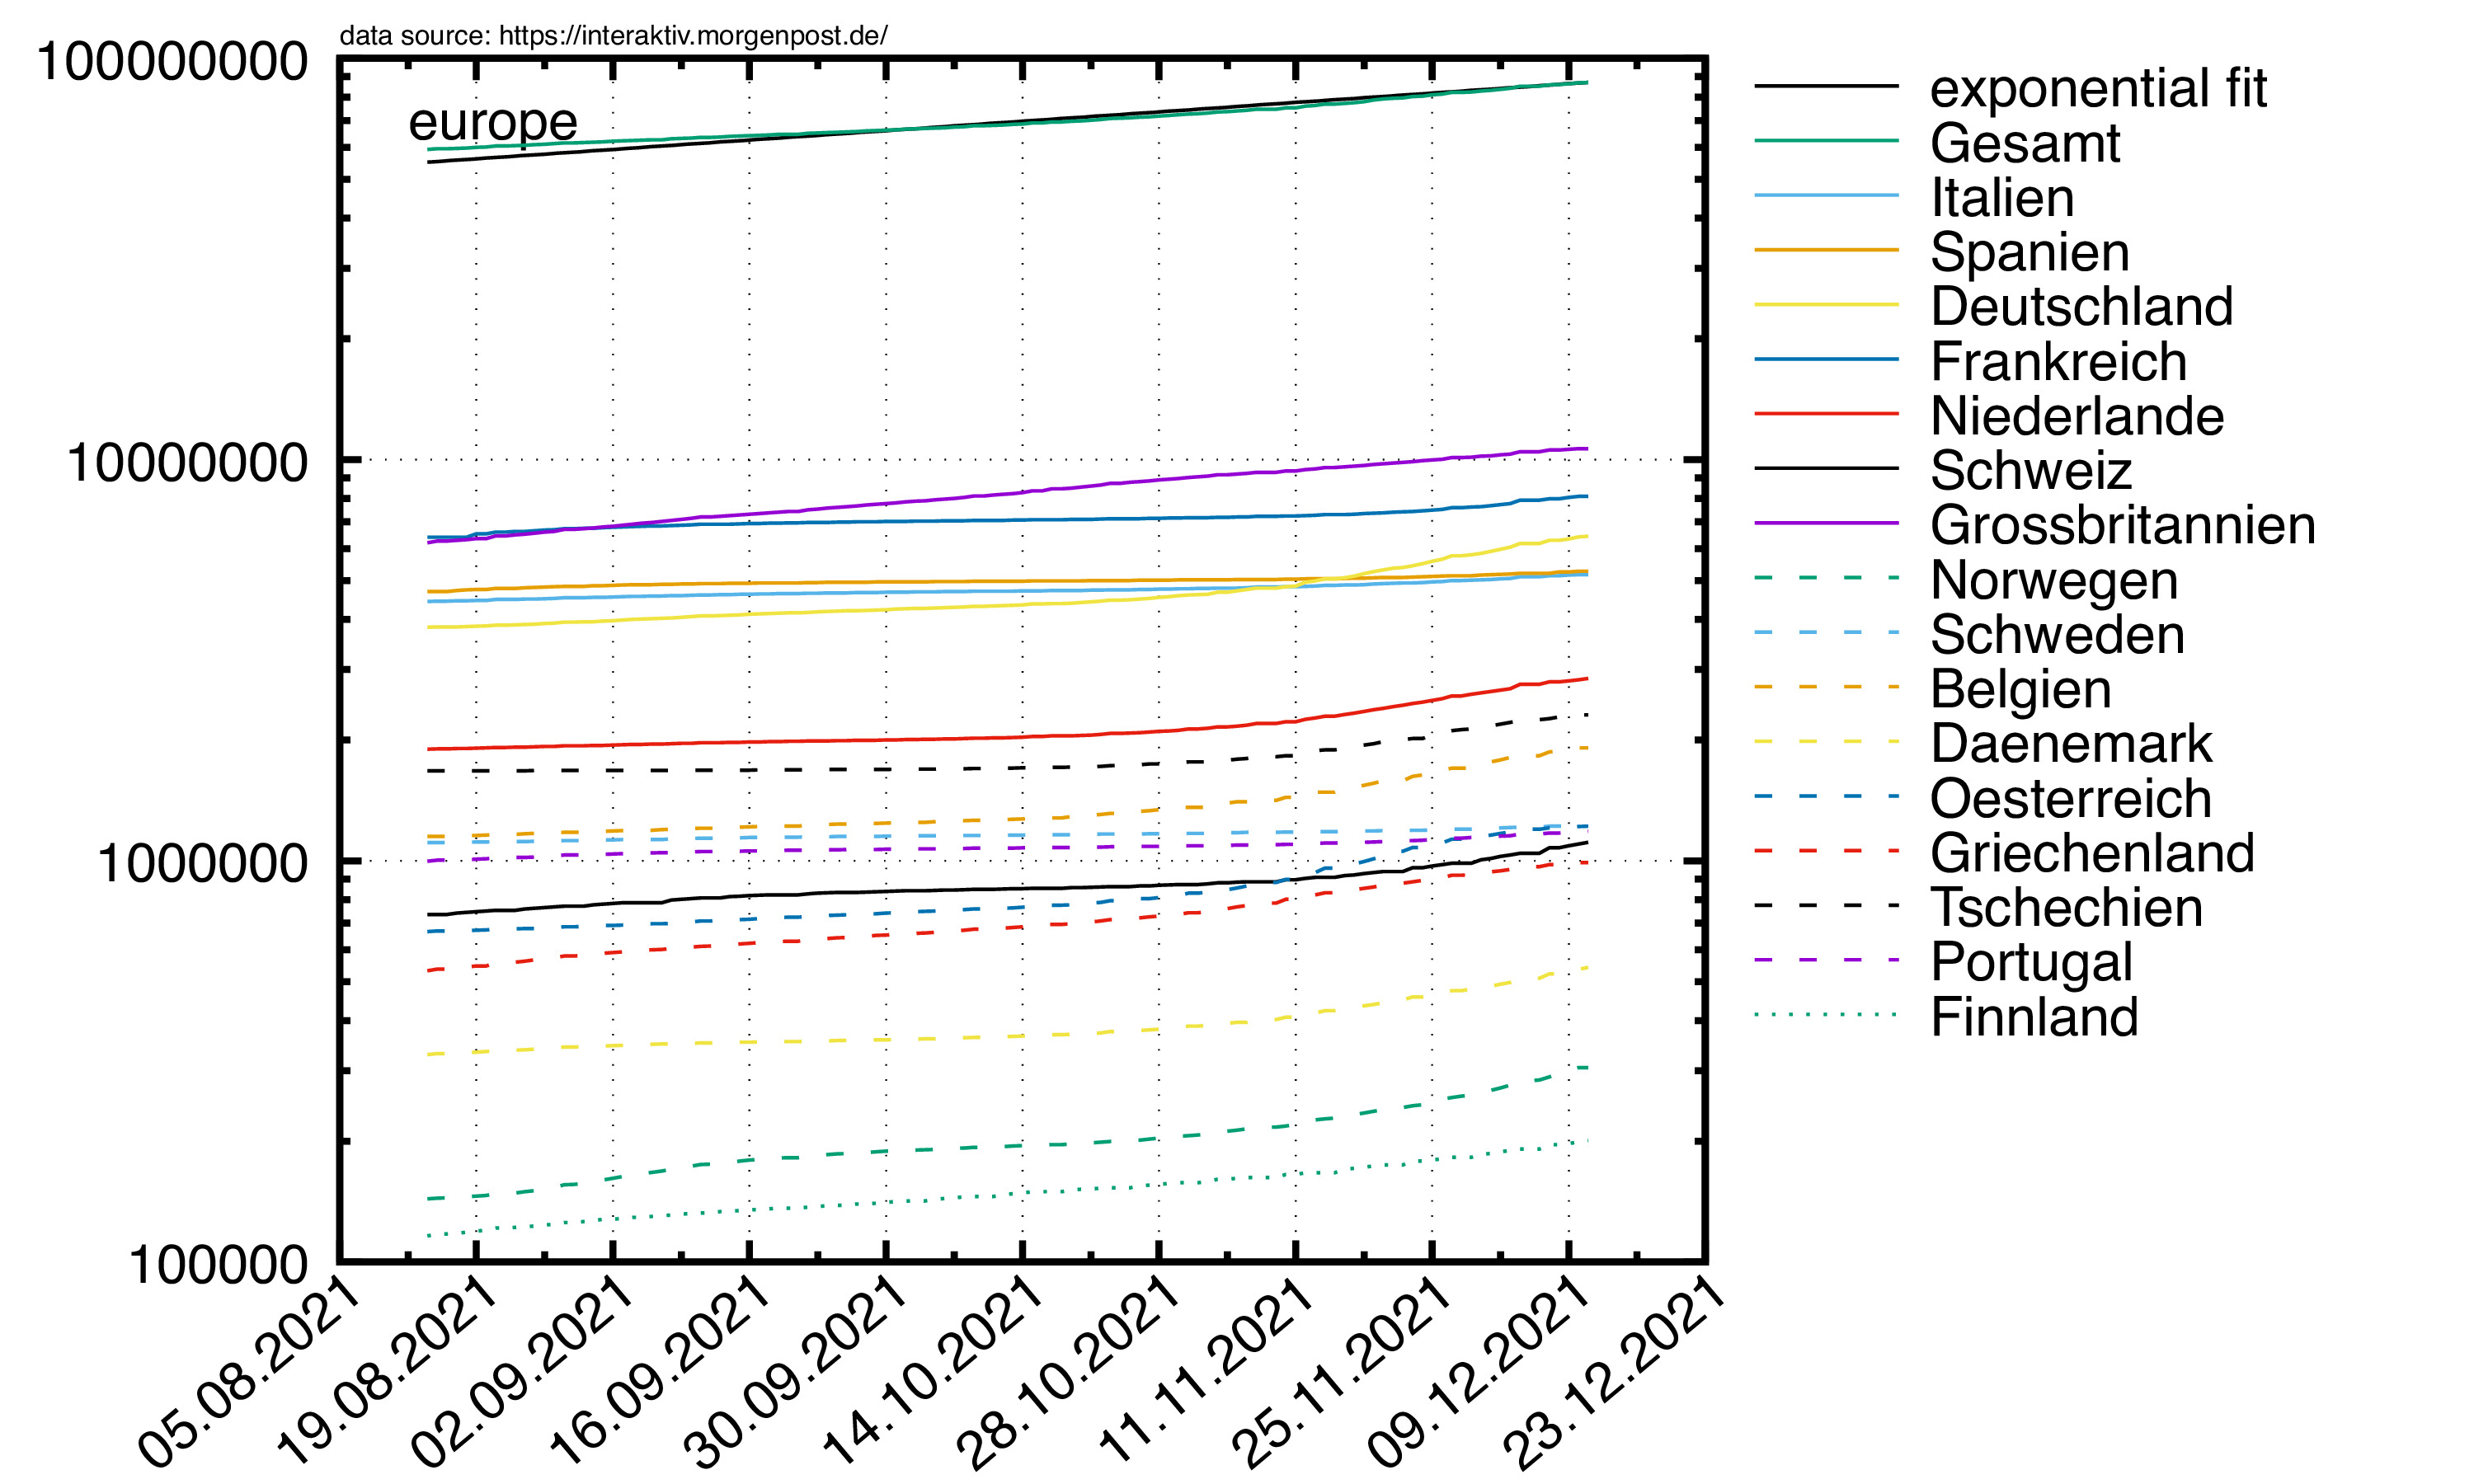 data source: https://interaktiv.morgenpost.de/
europe
100000000
10000000
1000000
100000
05.08.2021
19.08.2021
02.09.2021
16.09.2021
30.09.2021
14.10.2021
28.10.2021
11.11.2021
25.11.2021
09.12.2021
23.12.2021
exponential fit
Gesamt
Italien
Spanien
Deutschland
Frankreich
Niederlande
Schweiz
Grossbritannien
Norwegen
Schweden
Belgien
Daenemark
Oesterreich
Griechenland
Tschechien
Portugal
Finnland